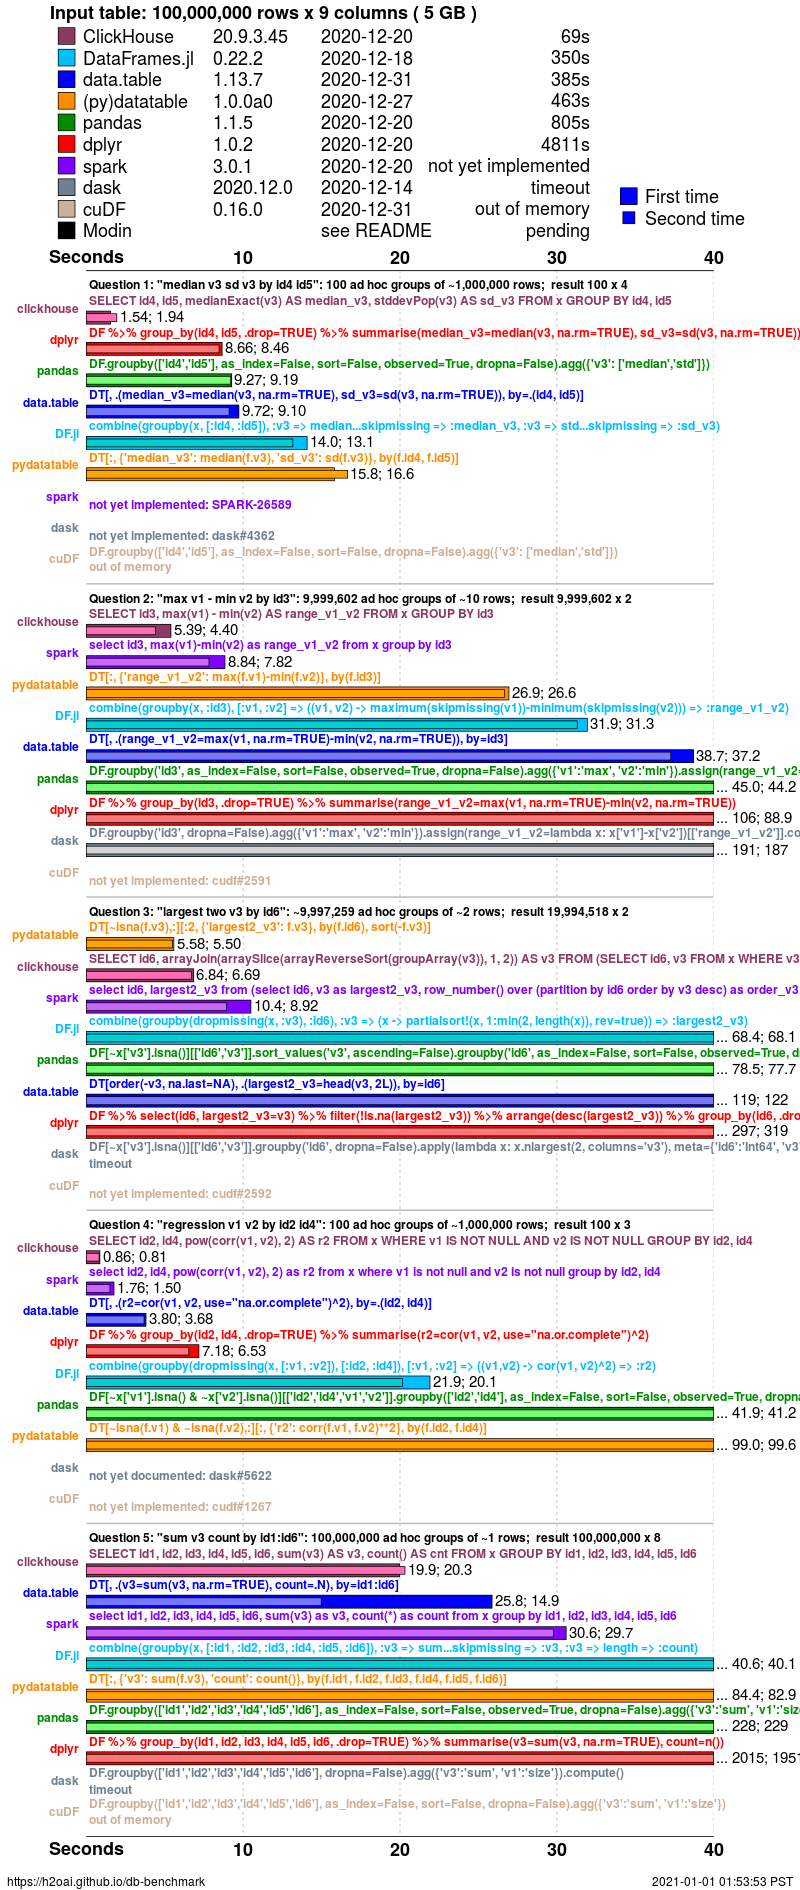 Input table: 100,000,000 rows x 9 columns ( 5 GB )
ClickHouse 20.9.3.45 2020-12-20 69s
DataFrames.jl 0.22.2 2020-12-18 350s
data.table 1.13.7 2020-12-31 385s
(py)datatable 1.0.0a0 2020-12-27 463s
pandas 1.1.5 2020-12-20 805s
dplyr 1.0.2 2020-12-20 4811s
spark 3.0.1 2020-12-20 not yet implemented
dask 2020.12.0 2020-12-14 timeout
cuDF 0.16.0 2020-12-31 out of memory
Modin see README pending
First time
Second time
Seconds 10 20 30 40
Question 1: "median v3 sd v3 by id4 id5": 100 ad hoc groups of ~1,000,000 rows; result 100 x 4
SELECT id4, id5, medianExact(v3) AS median_v3, stddevPop(v3) AS sd_v3 FROM x GROUP BY id4, id5
clickhouse 1.54; 1.94
DF %>% group_by(id4, id5, .drop=TRUE) %>% summarise(median_v3=median(v3, na.rm=TRUE), sd_v3=sd(v3, na.rm=TRUE))
dplyr 8.66; 8.46
DF.groupby(['id4','id5'], as_index=False, sort=False, observed=True, dropna=False).agg({'v3': ['median','std']})
pandas 9.27; 9.19
DT[, .(median_v3=median(v3, na.rm=TRUE), sd_v3=sd(v3, na.rm=TRUE)), by=.(id4, id5)]
data.table 9.72; 9.10
combine(groupby(x, [:id4, :id5]), :v3 => median...skipmissing => :median_v3, :v3 => std...skipmissing => :sd_v3)
DF.jl 14.0; 13.1
DT[:, {'median_v3': median(f.v3), 'sd_v3': sd(f.v3)}, by(f.id4, f.id5)]
pydatatable 15.8; 16.6
spark not yet implemented: SPARK-26589
dask not yet implemented: dask#4362
DF.groupby(['id4','id5'], as_index=False, sort=False, dropna=False).agg({'v3': ['median','std']})
cuDF out of memory
Question 2: "max v1 - min v2 by id3": 9,999,602 ad hoc groups of ~10 rows; result 9,999,602 x 2
SELECT id3, max(v1) - min(v2) AS range_v1_v2 FROM x GROUP BY id3
clickhouse 5.39; 4.40
select id3, max(v1)-min(v2) as range_v1_v2 from x group by id3
spark 8.84; 7.82
DT[:, {'range_v1_v2': max(f.v1)-min(f.v2)}, by(f.id3)]
pydatatable 26.9; 26.6
combine(groupby(x, :id3), [:v1, :v2] => ((v1, v2) -> maximum(skipmissing(v1))-minimum(skipmissing(v2))) => :range_v1_v2)
DF.jl 31.9; 31.3
DT[, .(range_v1_v2=max(v1, na.rm=TRUE)-min(v2, na.rm=TRUE)), by=id3]
data.table 38.7; 37.2
DF.groupby('id3', as_index=False, sort=False, observed=True, dropna=False).agg({'v1':'max', 'v2':'min'}).assign(range_v1_v2=
pandas ... 45.0; 44.2
DF %>% group_by(id3, .drop=TRUE) %>% summarise(range_v1_v2=max(v1, na.rm=TRUE)-min(v2, na.rm=TRUE))
dplyr ... 106; 88.9
DF.groupby('id3', dropna=False).agg({'v1':'max', 'v2':'min'}).assign(range_v1_v2=lambda x: x['v1']-x['v2'])[['range_v1_v2']].co
dask ... 191; 187
cuDF not yet implemented: cudf#2591
Question 3: "largest two v3 by id6": ~9,997,259 ad hoc groups of ~2 rows; result 19,994,518 x 2
DT[~isna(f.v3),:][:2, {'largest2_v3': f.v3}, by(f.id6), sort(-f.v3)]
pydatatable 5.58; 5.50
SELECT id6, arrayJoin(arraySlice(arrayReverseSort(groupArray(v3)), 1, 2)) AS v3 FROM (SELECT id6, v3 FROM x WHERE v3
clickhouse 6.84; 6.69
select id6, largest2_v3 from (select id6, v3 as largest2_v3, row_number() over (partition by id6 order by v3 desc) as order_v3
spark 10.4; 8.92
combine(groupby(dropmissing(x, :v3), :id6), :v3 => (x -> partialsort!(x, 1:min(2, length(x)), rev=true)) => :largest2_v3)
DF.jl ... 68.4; 68.1
DF[~x['v3'].isna()][['id6','v3']].sort_values('v3', ascending=False).groupby('id6', as_index=False, sort=False, observed=True, d
pandas ... 78.5; 77.7
DT[order(-v3, na.last=NA), .(largest2_v3=head(v3, 2L)), by=id6]
data.table ... 119; 122
DF %>% select(id6, largest2_v3=v3) %>% filter(!is.na(largest2_v3)) %>% arrange(desc(largest2_v3)) %>% group_by(id6, .dro
dplyr ... 297; 319
DF[~x['v3'].isna()][['id6','v3']].groupby('id6', dropna=False).apply(lambda x: x.nlargest(2, columns='v3'), meta={'id6':'Int64', 'v3'
dask timeout
cuDF not yet implemented: cudf#2592
Question 4: "regression v1 v2 by id2 id4": 100 ad hoc groups of ~1,000,000 rows; result 100 x 3
SELECT id2, id4, pow(corr(v1, v2), 2) AS r2 FROM x WHERE v1 IS NOT NULL AND v2 IS NOT NULL GROUP BY id2, id4
clickhouse 0.86; 0.81
select id2, id4, pow(corr(v1, v2), 2) as r2 from x where v1 is not null and v2 is not null group by id2, id4
spark 1.76; 1.50
DT[, .(r2=cor(v1, v2, use="na.or.complete")^2), by=.(id2, id4)]
data.table 3.80; 3.68
DF %>% group_by(id2, id4, .drop=TRUE) %>% summarise(r2=cor(v1, v2, use="na.or.complete")^2)
dplyr 7.18; 6.53
combine(groupby(dropmissing(x, [:v1, :v2]), [:id2, :id4]), [:v1, :v2] => ((v1,v2) -> cor(v1, v2)^2) => :r2)
DF.jl 21.9; 20.1
DF[~x['v1'].isna() & ~x['v2'].isna()][['id2','id4','v1','v2']].groupby(['id2','id4'], as_index=False, sort=False, observed=True, dropna
pandas ... 41.9; 41.2
DT[~isna(f.v1) & ~isna(f.v2),:][:, {'r2': corr(f.v1, f.v2)**2}, by(f.id2, f.id4)]
pydatatable ... 99.0; 99.6
dask not yet documented: dask#5622
cuDF not yet implemented: cudf#1267
Question 5: "sum v3 count by id1:id6": 100,000,000 ad hoc groups of ~1 rows; result 100,000,000 x 8
SELECT id1, id2, id3, id4, id5, id6, sum(v3) AS v3, count() AS cnt FROM x GROUP BY id1, id2, id3, id4, id5, id6
clickhouse 19.9; 20.3
DT[, .(v3=sum(v3, na.rm=TRUE), count=.N), by=id1:id6]
data.table 25.8; 14.9
select id1, id2, id3, id4, id5, id6, sum(v3) as v3, count(*) as count from x group by id1, id2, id3, id4, id5, id6
spark 30.6; 29.7
combine(groupby(x, [:id1, :id2, :id3, :id4, :id5, :id6]), :v3 => sum...skipmissing => :v3, :v3 => length => :count)
DF.jl ... 40.6; 40.1
DT[:, {'v3': sum(f.v3), 'count': count()}, by(f.id1, f.id2, f.id3, f.id4, f.id5, f.id6)]
pydatatable ... 84.4; 82.9
DF.groupby(['id1','id2','id3','id4','id5','id6'], as_index=False, sort=False, observed=True, dropna=False).agg({'v3':'sum', 'v1':'size
pandas ... 228; 229
DF %>% group_by(id1, id2, id3, id4, id5, id6, .drop=TRUE) %>% summarise(v3=sum(v3, na.rm=TRUE), count=n())
dplyr ... 2015; 1951
DF.groupby(['id1','id2','id3','id4','id5','id6'], dropna=False).agg({'v3':'sum', 'v1':'size'}).compute()
dask timeout
DF.groupby(['id1','id2','id3','id4','id5','id6'], as_index=False, sort=False, dropna=False).agg({'v3':'sum', 'v1':'size'})
cuDF out of memory
Seconds 10 20 30 40
https://h2oai.github.io/db-benchmark 2021-01-01 01:53:53 PST